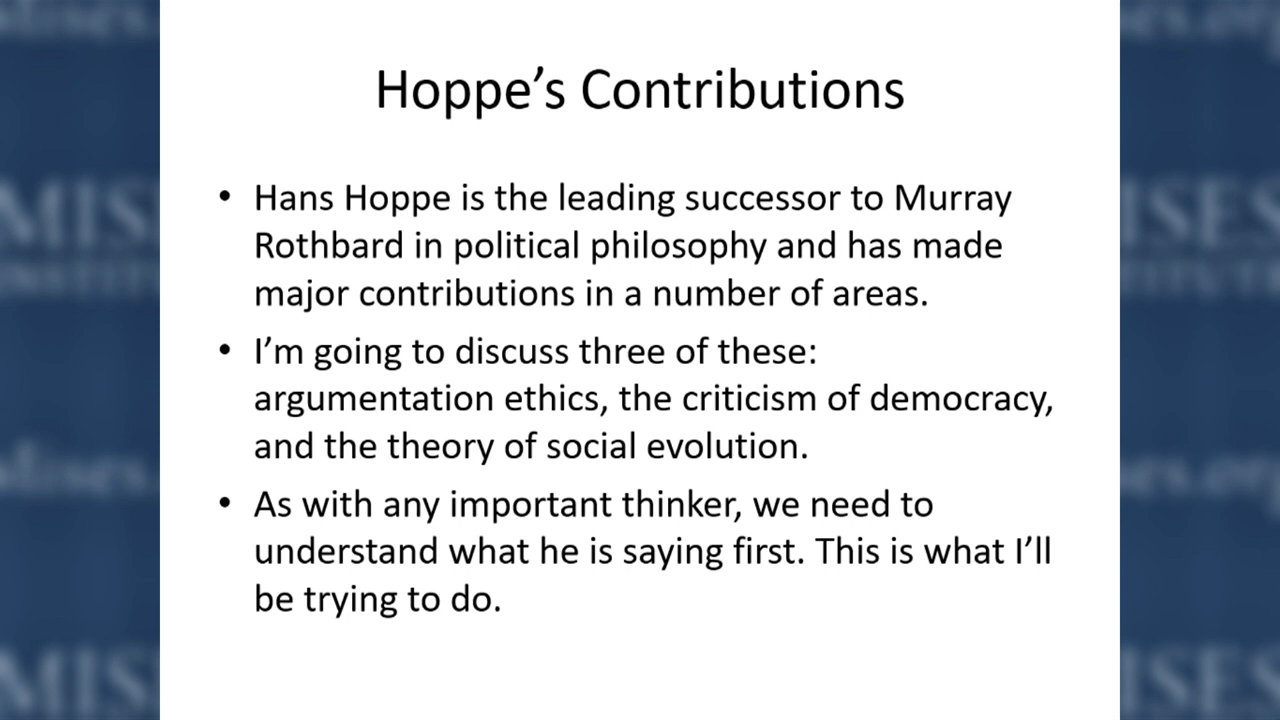 Hoppe’s Contributions
• Hans Hoppe is the leading successor to Murray
Rothbard in political philosophy and has made
major contributions in a number of areas.
• I’m going to discuss three of these:
argumentation ethics, the criticism of democracy,
and the theory of social evolution.
• As with any important thinker, we need to
understand what he is saying first. This is what I’ll
be trying to do.